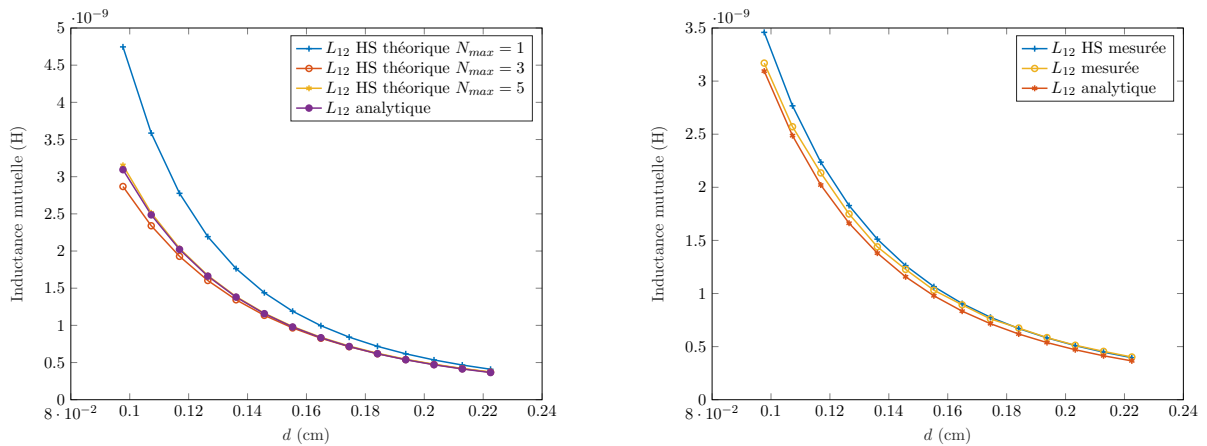 ·10⁻⁹
5
4.5
4
3.5
3
2.5
2
1.5
1
0.5
0
Inductance mutuelle (H)
8 · 10⁻²
0.1
0.12
0.14
0.16
0.18
0.2
0.22
0.24
d (cm)
L₁₂ HS théorique Nₘₐₓ = 1
L₁₂ HS théorique Nₘₐₓ = 3
L₁₂ HS théorique Nₘₐₓ = 5
L₁₂ analytique
·10⁻⁹
3.5
3
2.5
2
1.5
1
0.5
0
Inductance mutuelle (H)
8 · 10⁻²
0.1
0.12
0.14
0.16
0.18
0.2
0.22
0.24
d (cm)
L₁₂ HS mesurée
L₁₂ mesurée
L₁₂ analytique